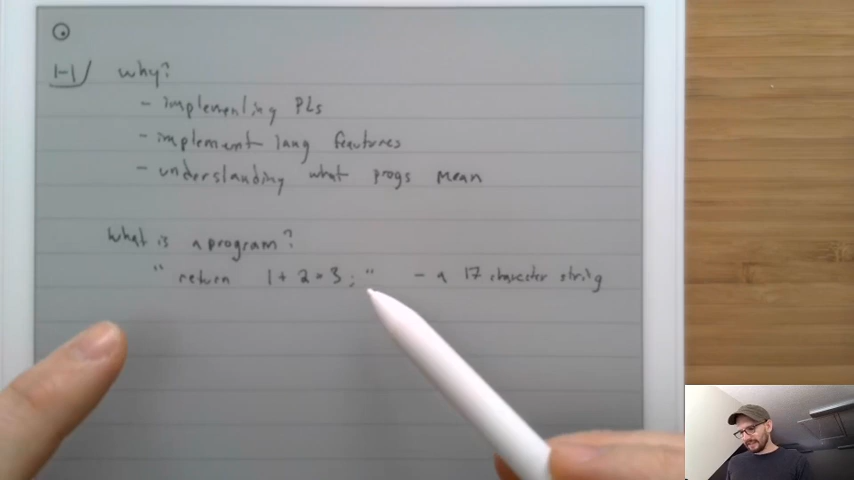 1-1 why?
- implementing PLs
- implement lang features
- understanding what progs mean
What is a program?
" return 1 + 2 * 3 ; " - a 17 character string